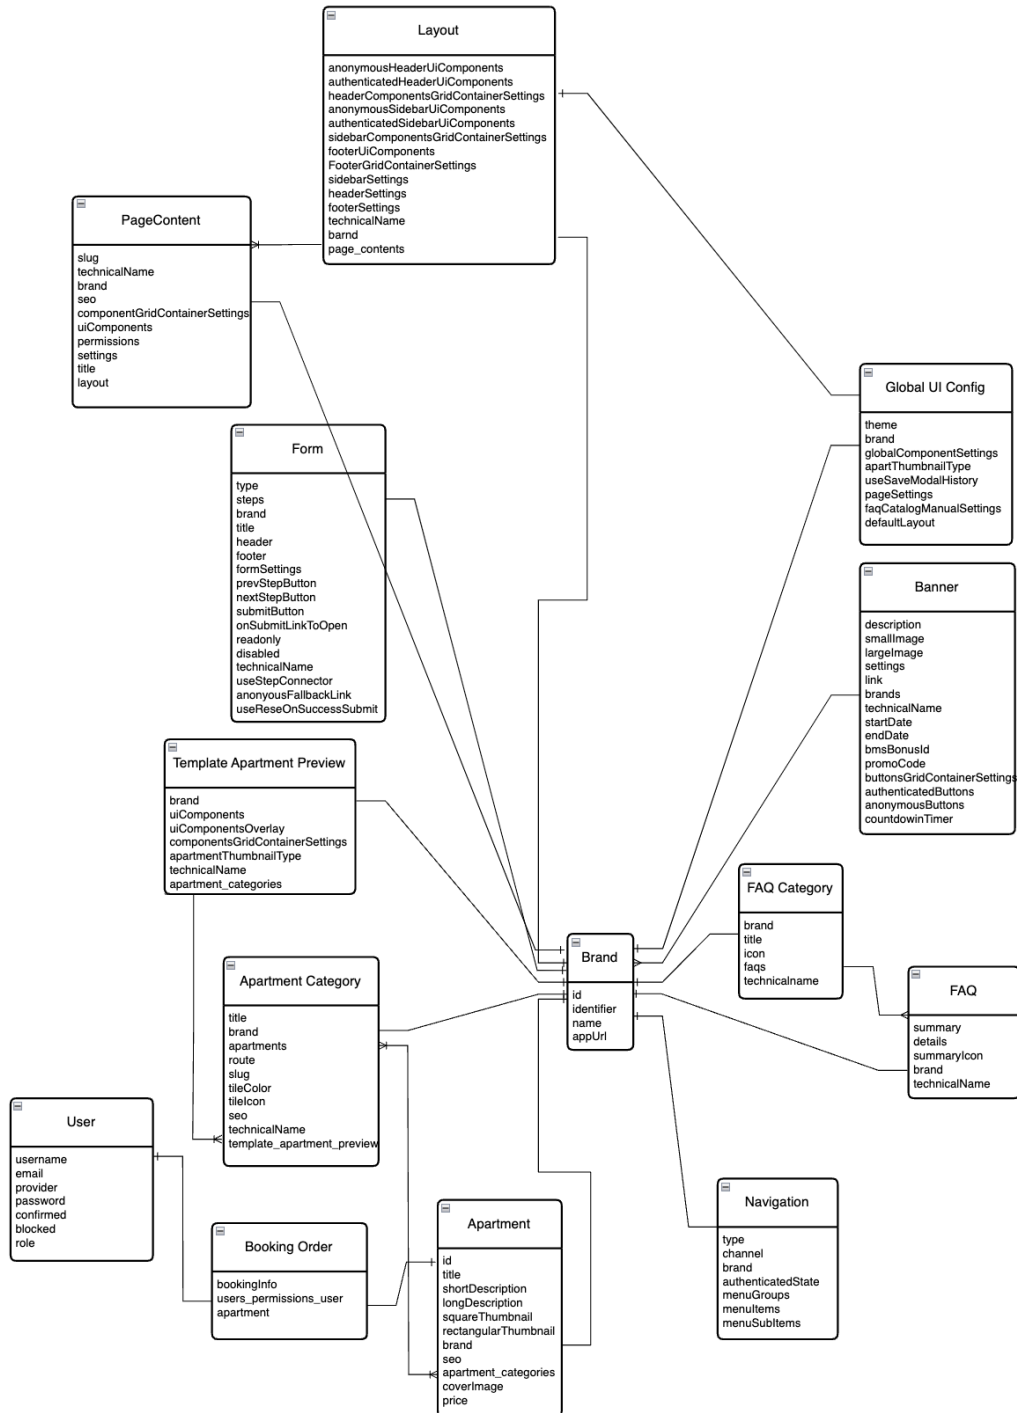 Layout
anonymousHeaderUiComponents
authenticatedHeaderUiComponents
headerComponentsGridContainerSettings
anonymousSidebarUiComponents
authenticatedSidebarUiComponents
sidebarComponentsGridContainerSettings
footerUiComponents
FooterGridContainerSettings
sidebarSettings
headerSettings
footerSettings
technicalName
barnd
page_contents
PageContent
slug
technicalName
brand
seo
componentGridContainerSettings
uiComponents
permissions
settings
title
layout
Global UI Config
theme
brand
globalComponentSettings
apartThumbnailType
useSaveModalHistory
pageSettings
faqCatalogManualSettings
defaultLayout
Form
type
steps
brand
title
header
footer
formSettings
prevStepButton
nextStepButton
submitButton
onSubmitLinkToOpen
readonly
disabled
technicalName
useStepConnector
anonyousFallbackLink
useReseOnSuccessSubmit
Banner
description
smallImage
largeImage
settings
link
brands
technicalName
startDate
endDate
bmsBonusId
promoCode
buttonsGridContainerSettings
authenticatedButtons
anonymousButtons
countdowinTimer
Template Apartment Preview
brand
uiComponents
uiComponentsOverlay
componentsGridContainerSettings
apartmentThumbnailType
technicalName
apartment_categories
FAQ Category
brand
title
icon
faqs
technicalname
Brand
id
identifier
name
appUrl
Apartment Category
title
brand
apartments
route
slug
tileColor
tileIcon
seo
technicalName
template_apartment_preview
FAQ
summary
details
summaryIcon
brand
technicalName
User
username
email
provider
password
confirmed
blocked
role
Booking Order
bookingInfo
users_permissions_user
apartment
Apartment
id
title
shortDescription
longDescription
squareThumbnail
rectangularThumbnail
brand
seo
apartment_categories
coverImage
price
Navigation
type
channel
brand
authenticatedState
menuGroups
menuItems
menuSubItems